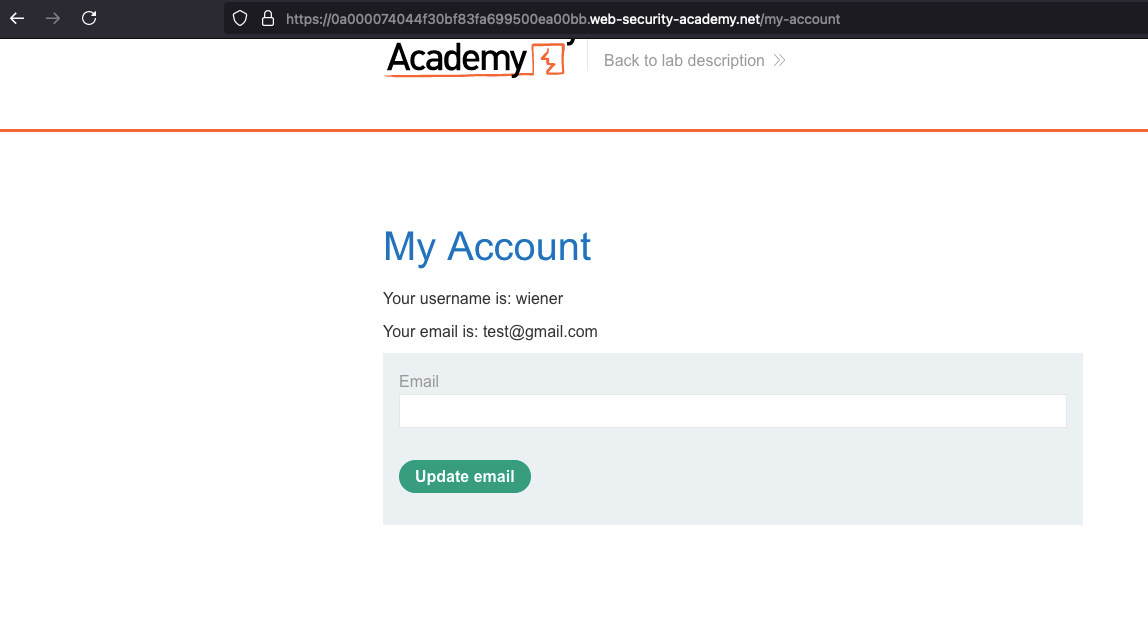 https://0a000074044f30bf83fa699500ea00bb.web-security-academy.net/my-account
Academy
Back to lab description
My Account
Your username is: wiener
Your email is: test@gmail.com
Email
Update email